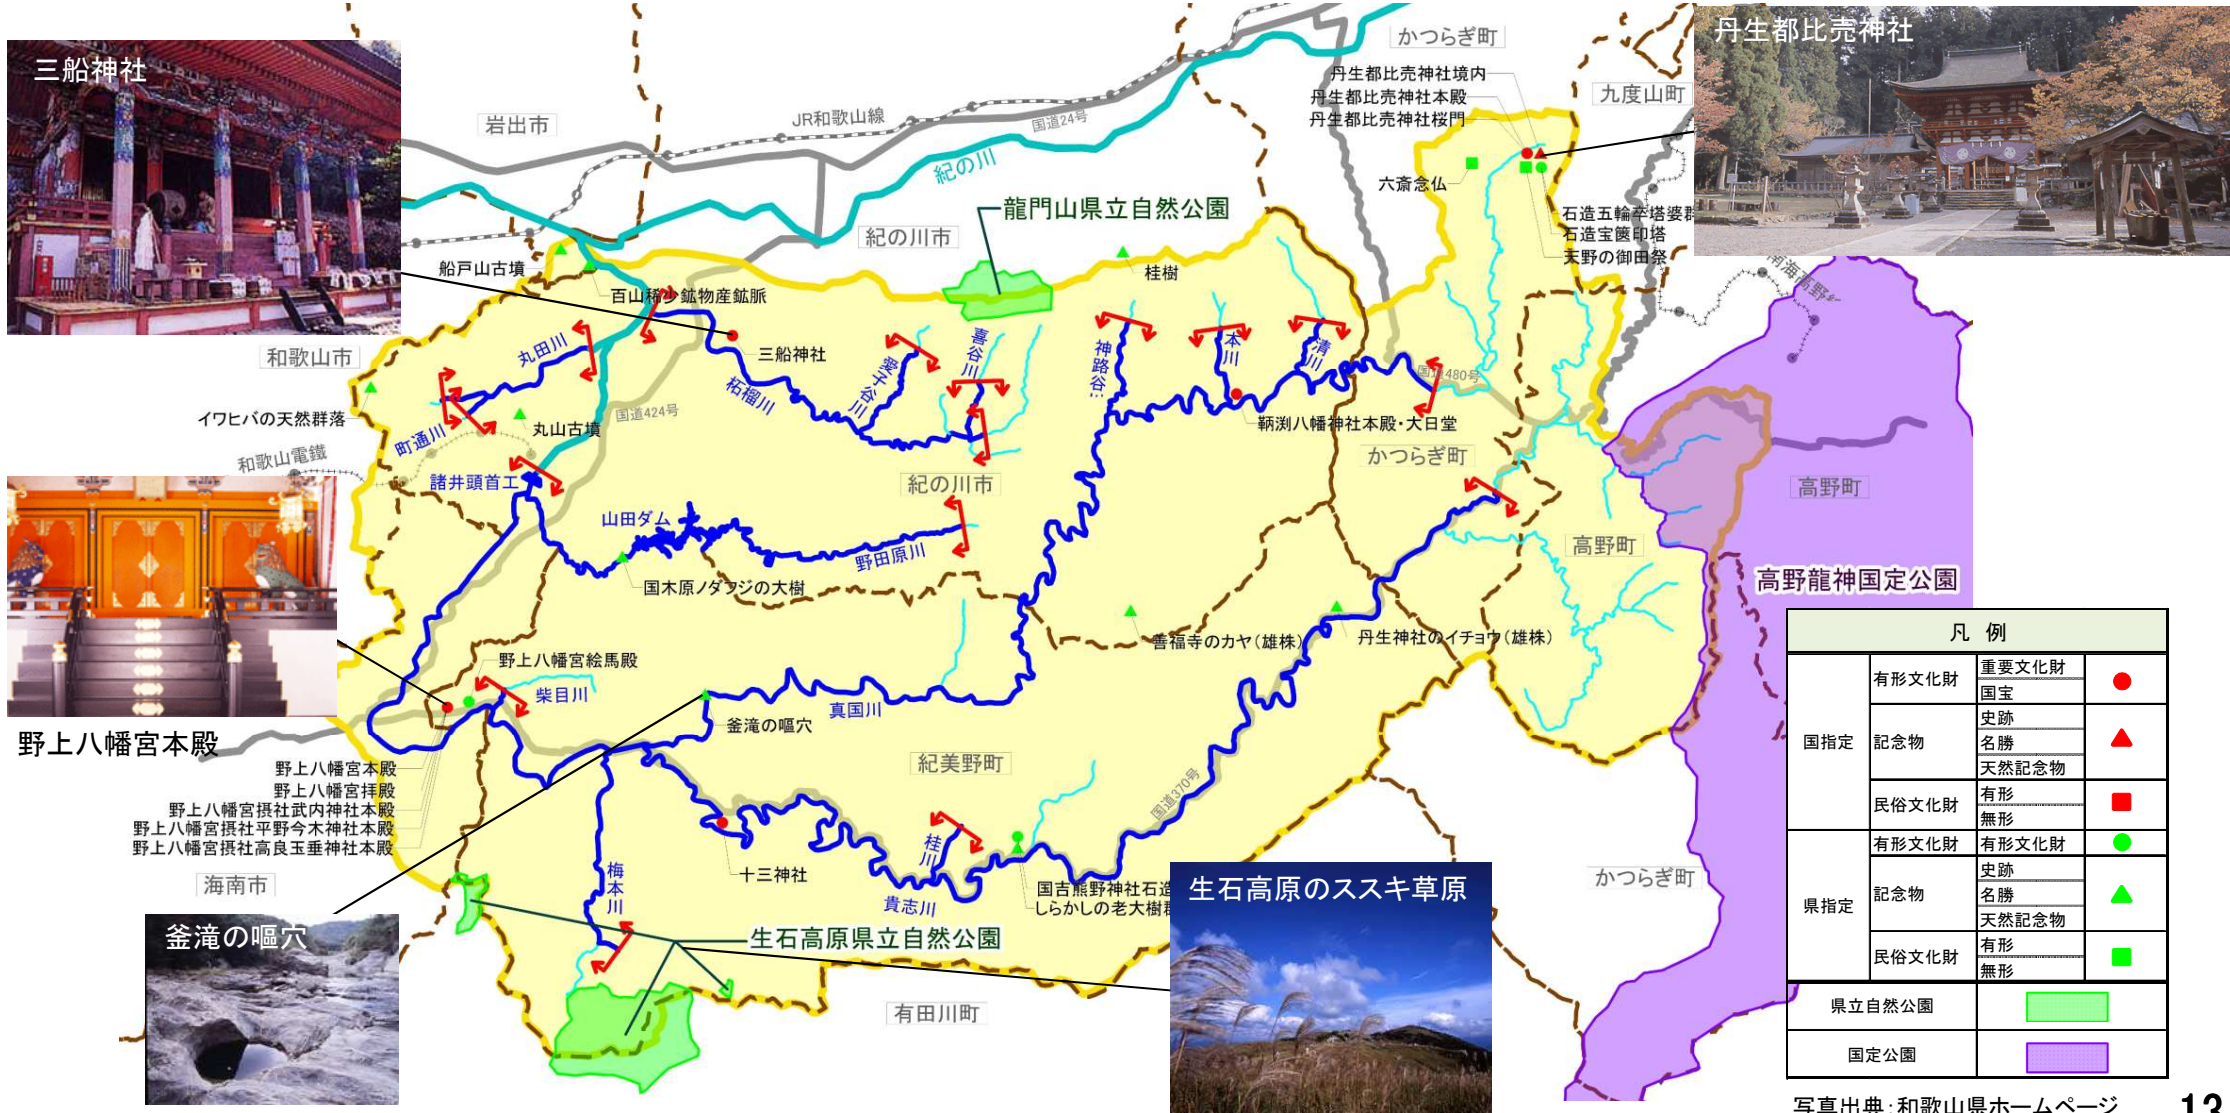 三船神社
丹生都比売神社
かつらぎ町
丹生都比売神社境内
丹生都比売神社本殿
丹生都比売神社桜門
九度山町
岩出市
JR和歌山線
国道24号
紀の川
六斎念仏
龍門山県立自然公園
紀の川市
石造五輪卒塔婆群
石造宝篋印塔
天野の御田祭
船戸山古墳
桂樹
南海高野線
百山稀少鉱物産鉱脈
和歌山市
丸田川
三船神社
愛子谷川
喜谷川
神路谷
本川
清川
国道480号
柘榴川
イワヒバの天然群落
国道424号
丸山古墳
町通川
鞆渕八幡神社本殿・大日堂
和歌山電鐵
かつらぎ町
諸井頭首工
紀の川市
高野町
山田ダム
野田原川
高野町
国木原ノダフジの大樹
高野龍神国定公園
善福寺のカヤ(雄株)
丹生神社のイチョウ(雄株)
野上八幡宮絵馬殿
柴目川
真国川
釜滝の嘔穴
野上八幡宮本殿
紀美野町
野上八幡宮本殿
野上八幡宮拝殿
野上八幡宮摂社武内神社本殿
野上八幡宮摂社平野今木神社本殿
野上八幡宮摂社高良玉垂神社本殿
国道370号
桂川
海南市
梅本川
十三神社
貴志川
国吉熊野神社石造
しらかしの老大樹群
かつらぎ町
生石高原のススキ草原
釜滝の嘔穴
生石高原県立自然公園
有田川町
凡 例
国指定
有形文化財
重要文化財
国宝
記念物
史跡
名勝
天然記念物
民俗文化財
有形
無形
県指定
有形文化財
有形文化財
記念物
史跡
名勝
天然記念物
民俗文化財
有形
無形
県立自然公園
国定公園
写真出典:和歌山県ホームページ
13